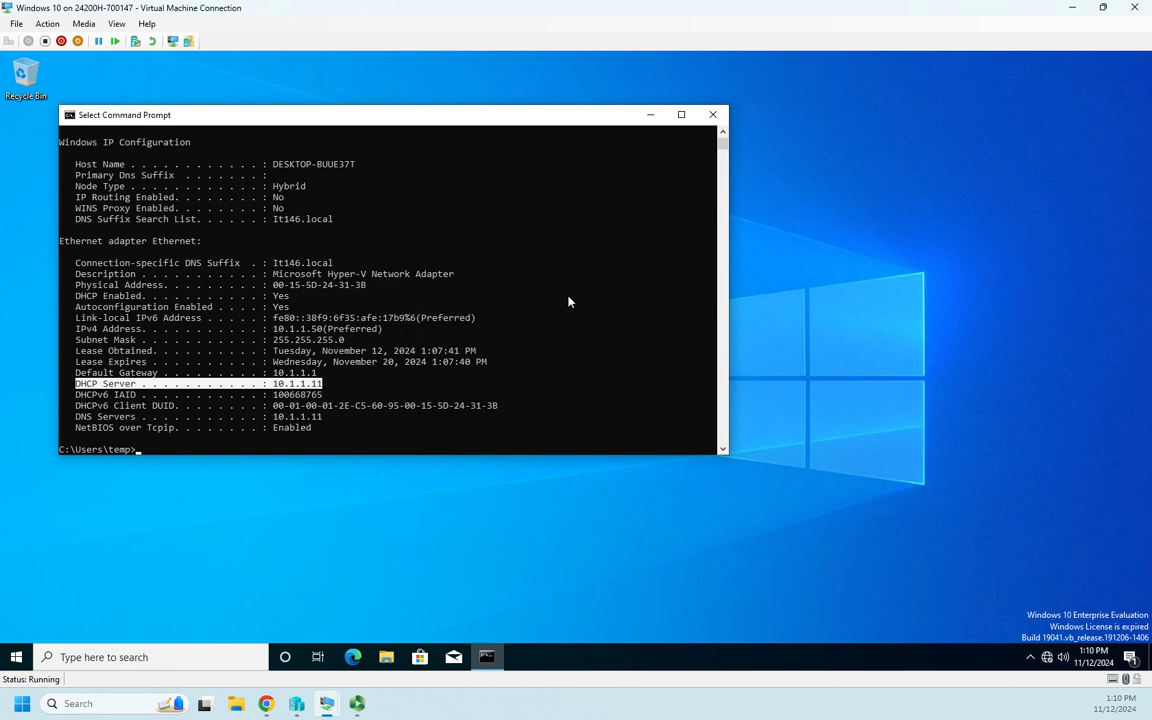 Windows 10 on 24200H-700147 - Virtual Machine Connection
File Action Media View Help
Recycle Bin
Select Command Prompt
Windows IP Configuration
Host Name . . . . . . . . . . . . : DESKTOP-BUUE37T
Primary Dns Suffix . . . . . . . :
Node Type . . . . . . . . . . . . : Hybrid
IP Routing Enabled. . . . . . . . : No
WINS Proxy Enabled. . . . . . . . : No
DNS Suffix Search List. . . . . . : It146.local
Ethernet adapter Ethernet:
Connection-specific DNS Suffix . : It146.local
Description . . . . . . . . . . . : Microsoft Hyper-V Network Adapter
Physical Address. . . . . . . . . : 00-15-5D-24-31-3B
DHCP Enabled. . . . . . . . . . . : Yes
Autoconfiguration Enabled . . . . : Yes
Link-local IPv6 Address . . . . . : fe80::38f9:6f35:afe:17b9%6(Preferred)
IPv4 Address. . . . . . . . . . . : 10.1.1.50(Preferred)
Subnet Mask . . . . . . . . . . . : 255.255.255.0
Lease Obtained. . . . . . . . . . : Tuesday, November 12, 2024 1:07:41 PM
Lease Expires . . . . . . . . . . : Wednesday, November 20, 2024 1:07:40 PM
Default Gateway . . . . . . . . . : 10.1.1.1
DHCP Server . . . . . . . . . . . : 10.1.1.11
DHCPv6 IAID . . . . . . . . . . . : 100668765
DHCPv6 Client DUID. . . . . . . . : 00-01-00-01-2E-C5-60-95-00-15-5D-24-31-3B
DNS Servers . . . . . . . . . . . : 10.1.1.11
NetBIOS over Tcpip. . . . . . . . : Enabled
C:\Users\temp>
Windows 10 Enterprise Evaluation
Windows License is expired
Build 19041.vb_release.191206-1406
Type here to search
1:10 PM
11/12/2024
1
Status: Running
Search
1:10 PM
11/12/2024